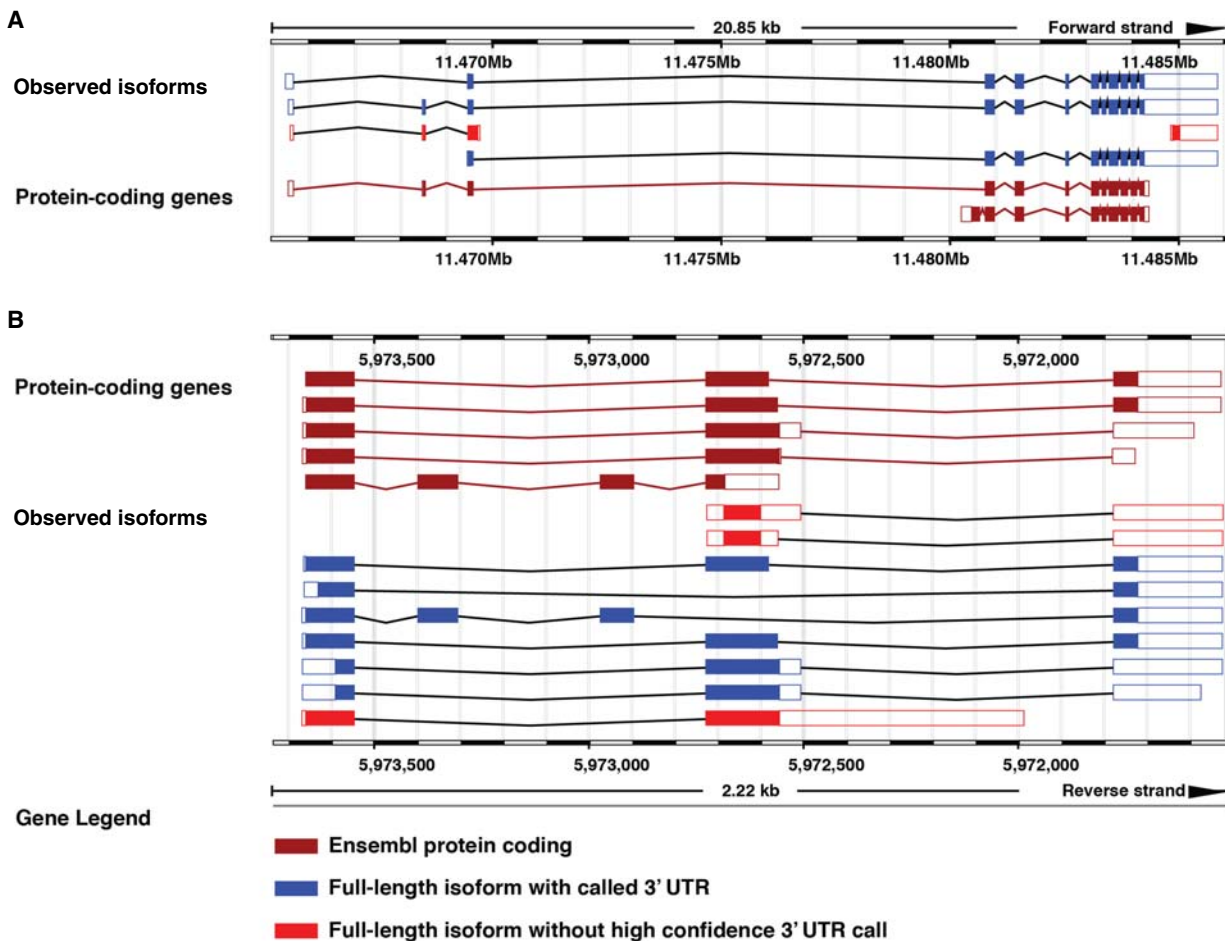 A
20.85 kb
Forward strand
11.470Mb 11.475Mb 11.480Mb 11.485Mb
Observed isoforms
Protein-coding genes
11.470Mb 11.475Mb 11.480Mb 11.485Mb
B
5,973,500 5,973,000 5,972,500 5,972,000
Protein-coding genes
Observed isoforms
5,973,500 5,973,000 5,972,500 5,972,000
2.22 kb
Reverse strand
Gene Legend
Ensembl protein coding
Full-length isoform with called 3' UTR
Full-length isoform without high confidence 3' UTR call